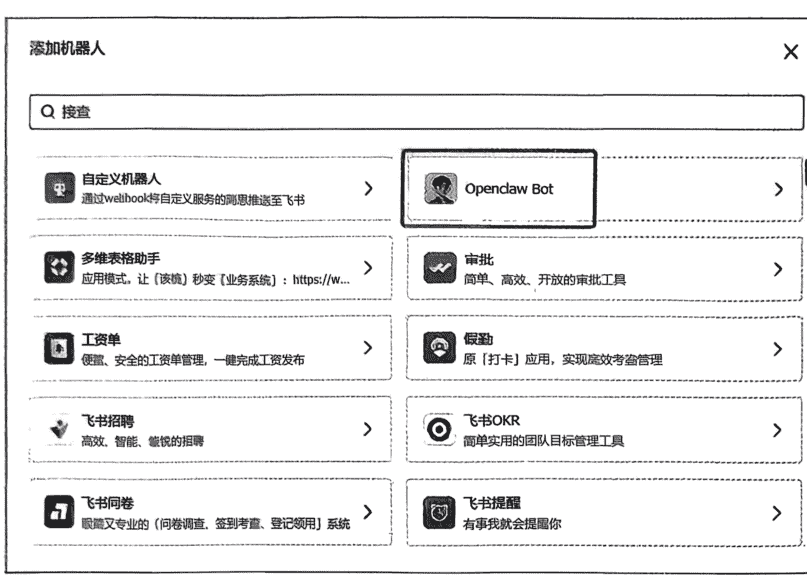 添加机器人
接查
自定义机器人
通过welihook将自定义服务的消息推送至飞书
Openclaw Bot
多维表格助手
应用模式，让「该桅」秒变「业务系统」：https://w...
审批
简单、高效、开放的审批工具
工资单
便宜、安全的工资单管理，一健完成工资发布
假勤
原「打卡」应用，实现高效考勤管理
飞书招聘
高效、智能、敏锐的招聘
飞书OKR
简单实用的团队目标管理工具
飞书问卷
又专业的（问卷调查、签到考查、登记领用」系统
飞书提醒
有事我就会提醒你